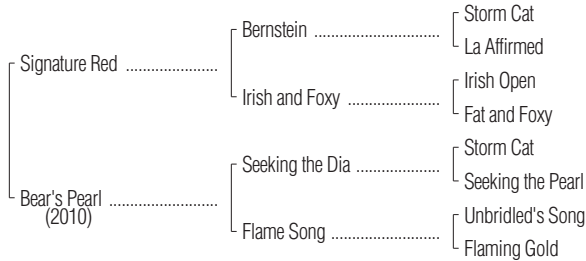 Storm Cat
Bernstein ..........................
La Affirmed
Signature Red ........................
Irish Open
Irish and Foxy ....................
Fat and Foxy
Storm Cat
Seeking the Dia ..................
Seeking the Pearl
Bear's Pearl ...........................
(2010)
Unbridled's Song
Flame Song .......................
Flaming Gold